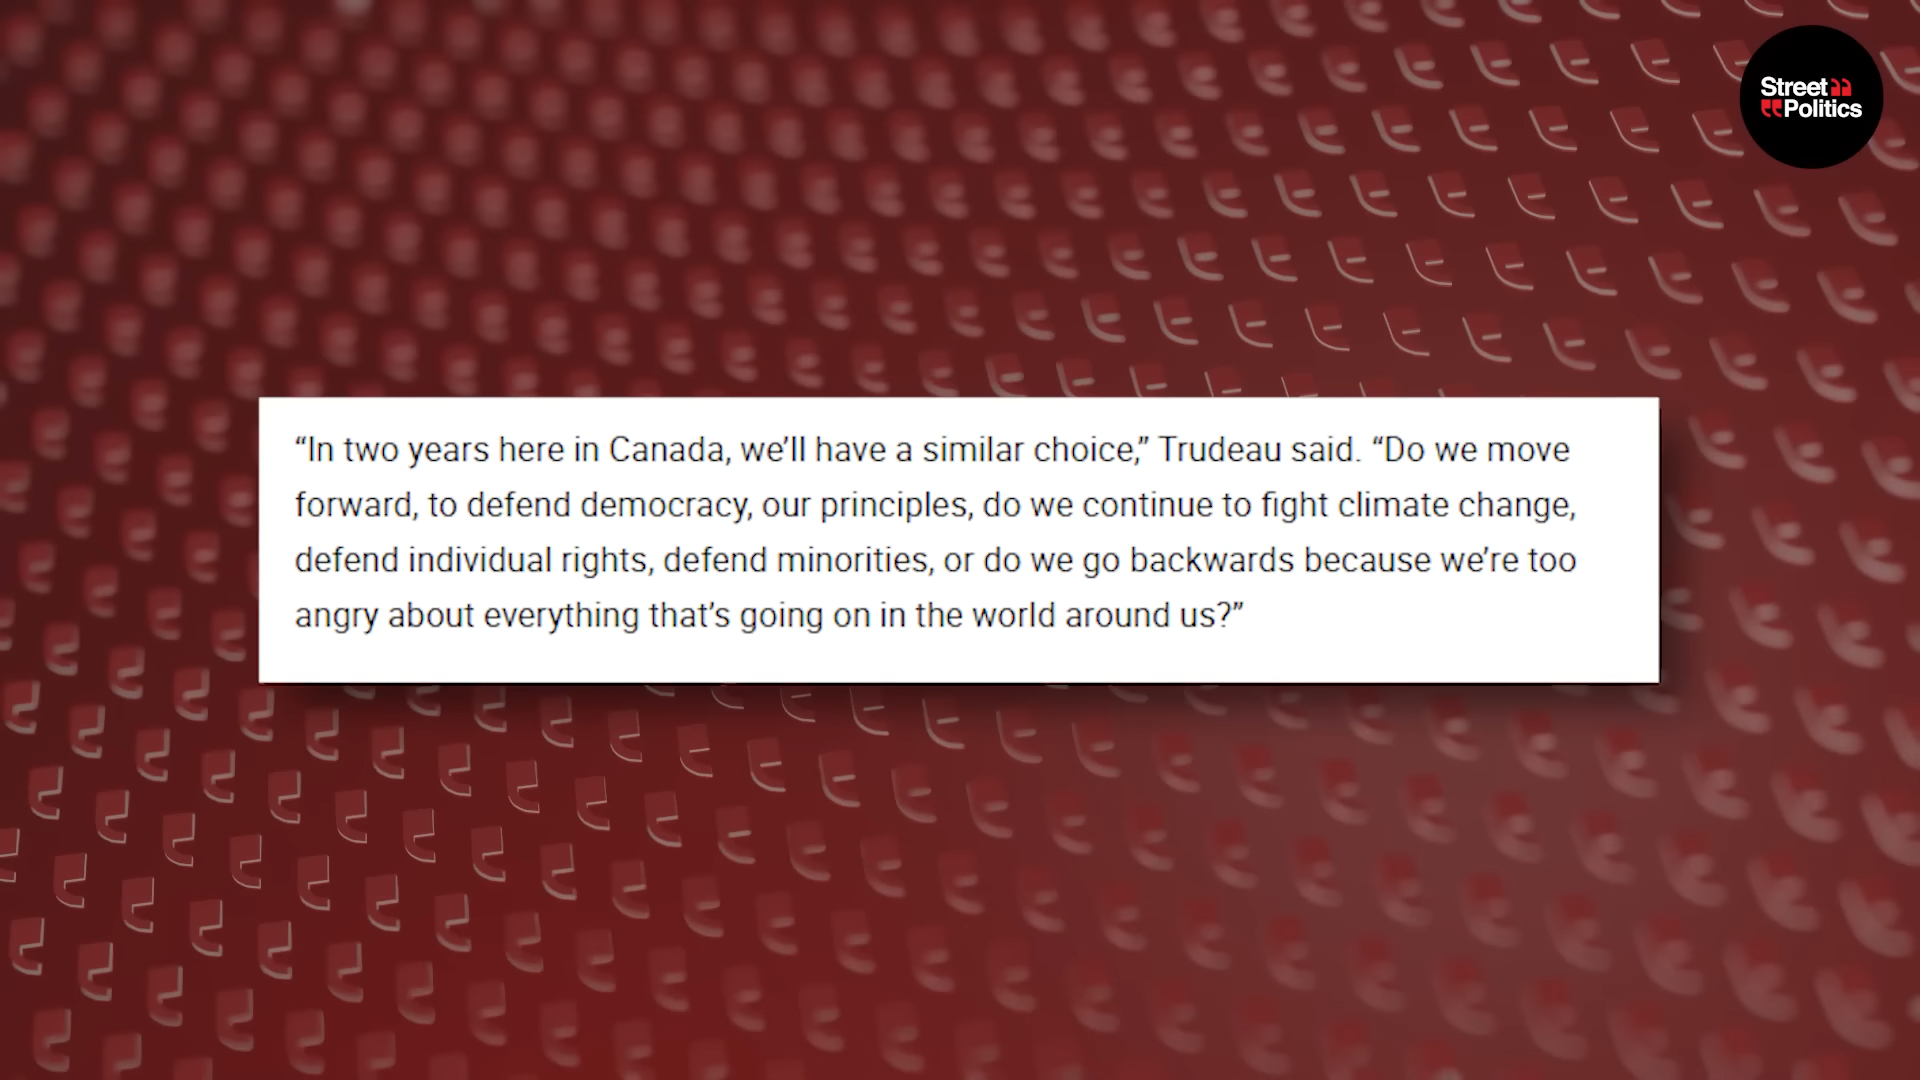 Street
Politics
“In two years here in Canada, we’ll have a similar choice,” Trudeau said. “Do we move
forward, to defend democracy, our principles, do we continue to fight climate change,
defend individual rights, defend minorities, or do we go backwards because we’re too
angry about everything that’s going on in the world around us?”